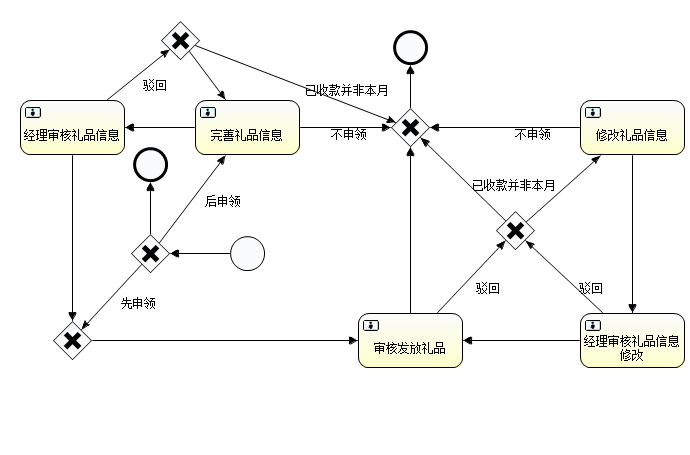 驳回
已收款并非本月
经理审核礼品信息
完善礼品信息
不申领
不申领
修改礼品信息
后申领
已收款并非本月
先申领
驳回
驳回
审核发放礼品
经理审核礼品信息
修改